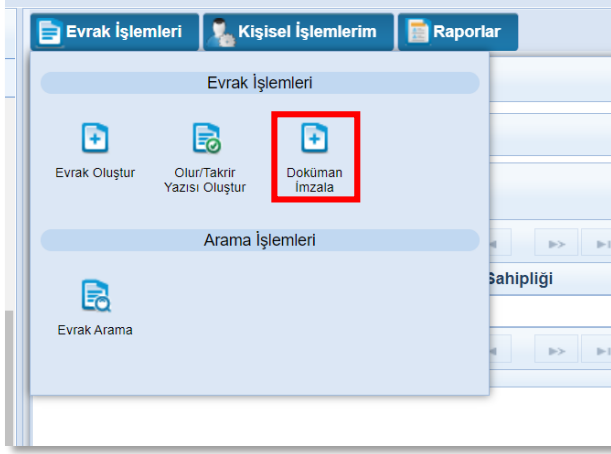 Evrak İşlemleri Kişisel İşlemlerim Raporlar
Evrak İşlemleri
Evrak Oluştur
Olur/Takrir
Yazısı Oluştur
Doküman
İmzala
Arama İşlemleri
Sahipliği
Evrak Arama